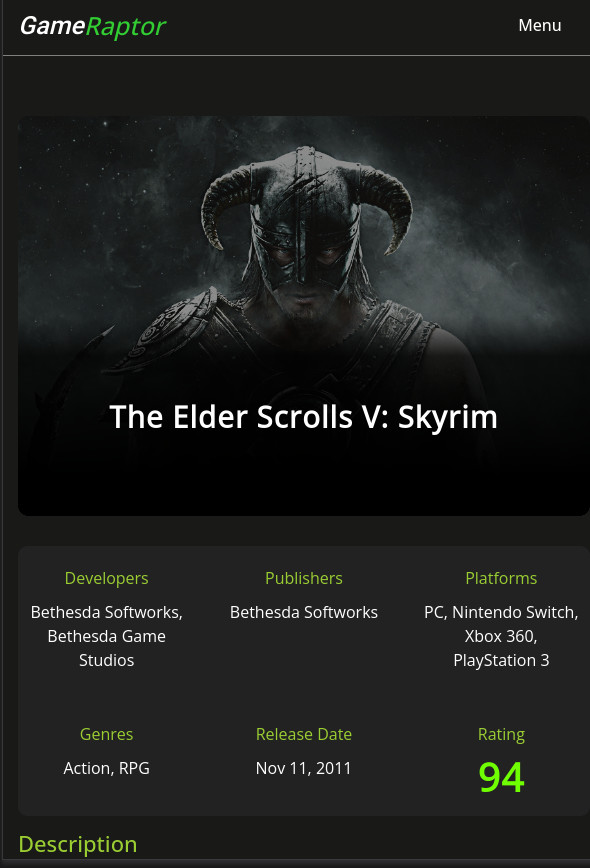 GameRaptor
Menu
The Elder Scrolls V: Skyrim
Developers
Bethesda Softworks,
Bethesda Game
Studios
Publishers
Bethesda Softworks
Platforms
PC, Nintendo Switch,
Xbox 360,
PlayStation 3
Genres
Action, RPG
Release Date
Nov 11, 2011
Rating
94
Description